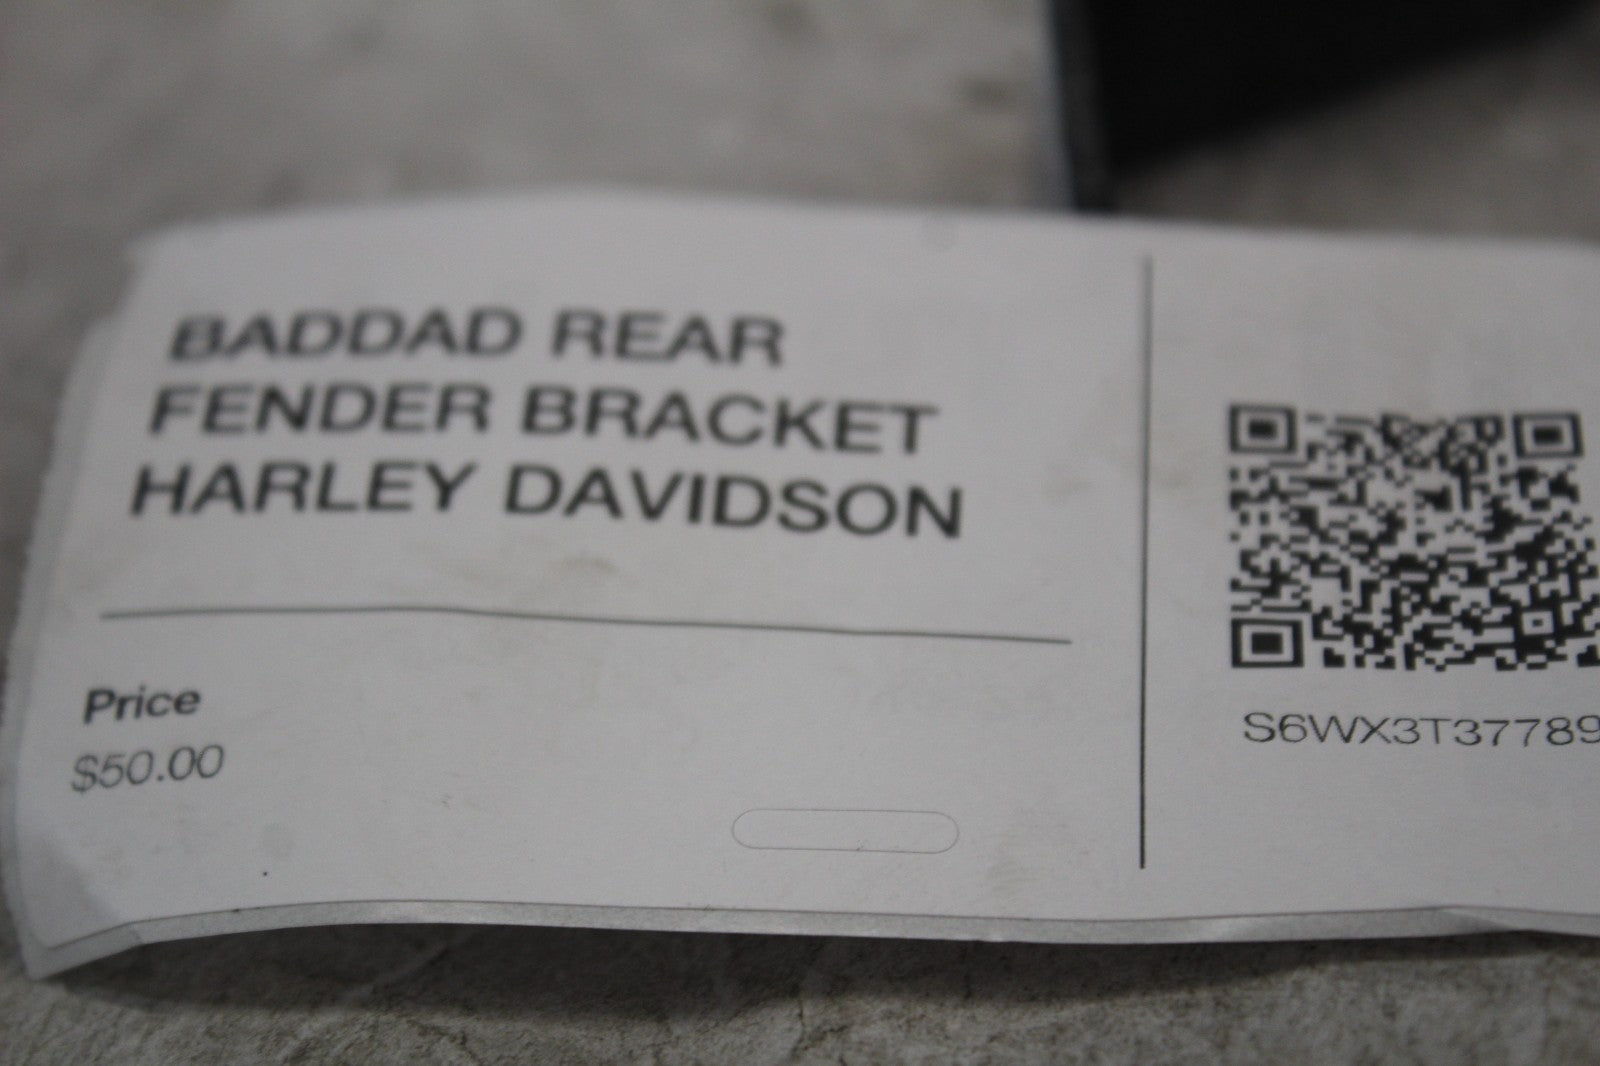 BADDAD REAR
FENDER BRACKET
HARLEY DAVIDSON
Price
$50.00
S6WX3T37789